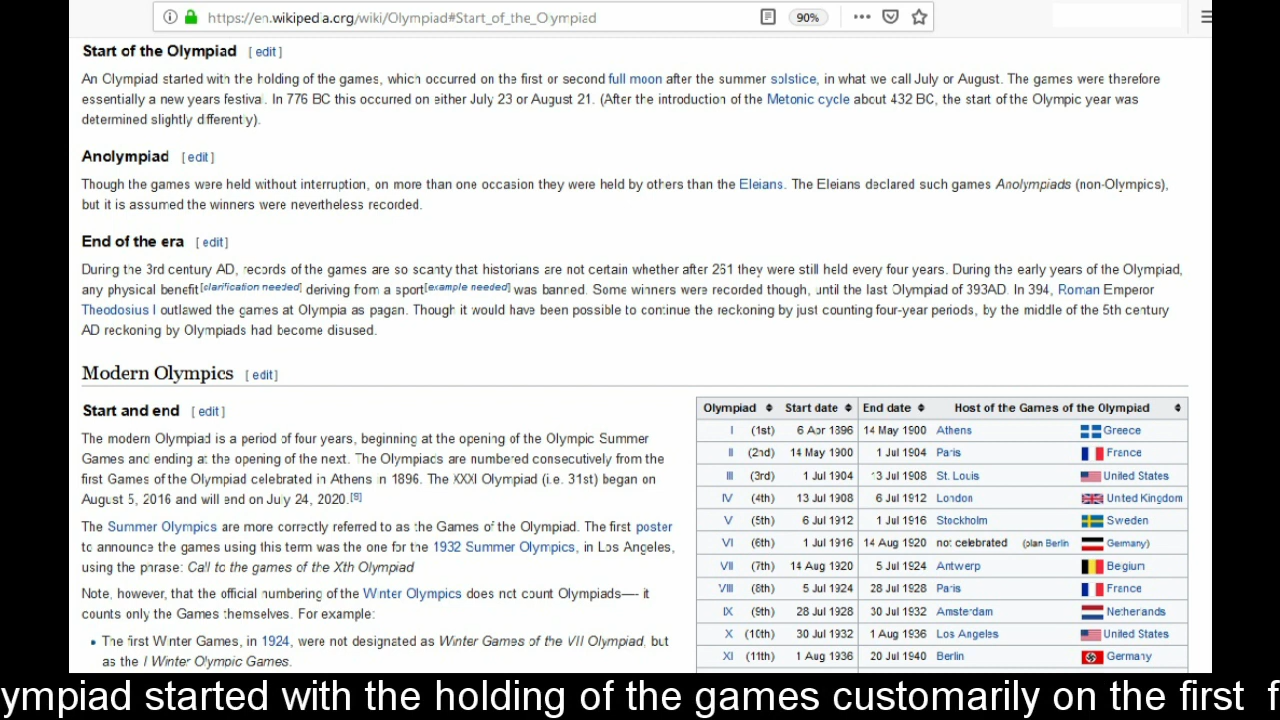 https://en.wikipedia.org/wiki/Olympiad#Start_of_the_Olympiad
90%
Start of the Olympiad [ edit ]
An Olympiad started with the holding of the games, which occurred on the first or second full moon after the summer solstice, in what we call July or August. The games were therefore
essentially a new years festival. In 776 BC this occurred on either July 23 or August 21. (After the introduction of the Metonic cycle about 432 BC, the start of the Olympic year was
determined slightly differently).
Anolympiad [ edit ]
Though the games were held without interruption, on more than one occasion they were held by others than the Eleians. The Eleians declared such games Anolympiads (non-Olympics),
but it is assumed the winners were nevertheless recorded.
End of the era [ edit ]
During the 3rd century AD, records of the games are so scanty that historians are not certain whether after 261 they were still held every four years. During the early years of the Olympiad,
any physical benefit[clarification needed] deriving from a sport[example needed] was banned. Some winners were recorded though, until the last Olympiad of 393AD. In 394, Roman Emperor
Theodosius I outlawed the games at Olympia as pagan. Though it would have been possible to continue the reckoning by just counting four-year periods, by the middle of the 5th century
AD reckoning by Olympiads had become disused.
Modern Olympics [ edit ]
Start and end [ edit ]
The modern Olympiad is a period of four years, beginning at the opening of the Olympic Summer
Games and ending at the opening of the next. The Olympiads are numbered consecutively from the
first Games of the Olympiad celebrated in Athens in 1896. The XXXI Olympiad (i.e. 31st) began on
August 5, 2016 and will end on July 24, 2020.[9]
The Summer Olympics are more correctly referred to as the Games of the Olympiad. The first poster
to announce the games using this term was the one for the 1932 Summer Olympics, in Los Angeles,
using the phrase: Call to the games of the Xth Olympiad
Note, however, that the official numbering of the Winter Olympics does not count Olympiads—- it
counts only the Games themselves. For example:
• The first Winter Games, in 1924, were not designated as Winter Games of the VII Olympiad, but
as the I Winter Olympic Games.
Olympiad Start date End date Host of the Games of the Olympiad
I (1st) 6 Apr 1896 14 May 1900 Athens Greece
II (2nd) 14 May 1900 1 Jul 1904 Paris France
III (3rd) 1 Jul 1904 13 Jul 1908 St. Louis United States
IV (4th) 13 Jul 1908 6 Jul 1912 London United Kingdom
V (5th) 6 Jul 1912 1 Jul 1916 Stockholm Sweden
VI (6th) 1 Jul 1916 14 Aug 1920 not celebrated (plan Berlin Germany)
VII (7th) 14 Aug 1920 5 Jul 1924 Antwerp Belgium
VIII (8th) 5 Jul 1924 28 Jul 1928 Paris France
IX (9th) 28 Jul 1928 30 Jul 1932 Amsterdam Netherlands
X (10th) 30 Jul 1932 1 Aug 1936 Los Angeles United States
XI (11th) 1 Aug 1936 20 Jul 1940 Berlin Germany
ympiad started with the holding of the games customarily on the first f